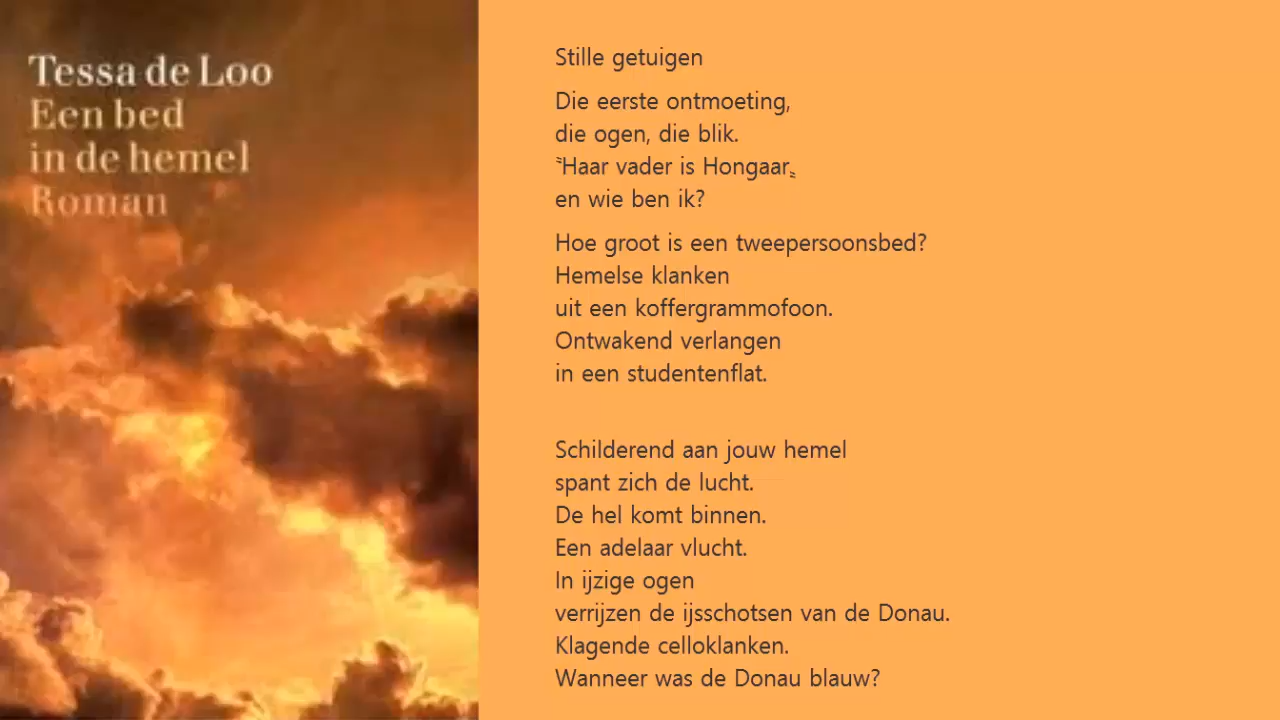 Tessa de Loo
Een bed
in de hemel
Roman
Stille getuigen
Die eerste ontmoeting,
die ogen, die blik.
“Haar vader is Hongaar„
en wie ben ik?
Hoe groot is een tweepersoonsbed?
Hemelse klanken
uit een koffergrammofoon.
Ontwakend verlangen
in een studentenflat.
Schilderend aan jouw hemel
spant zich de lucht.
De hel komt binnen.
Een adelaar vlucht.
In ijzige ogen
verrijzen de ijsschotsen van de Donau.
Klagende celloklanken.
Wanneer was de Donau blauw?